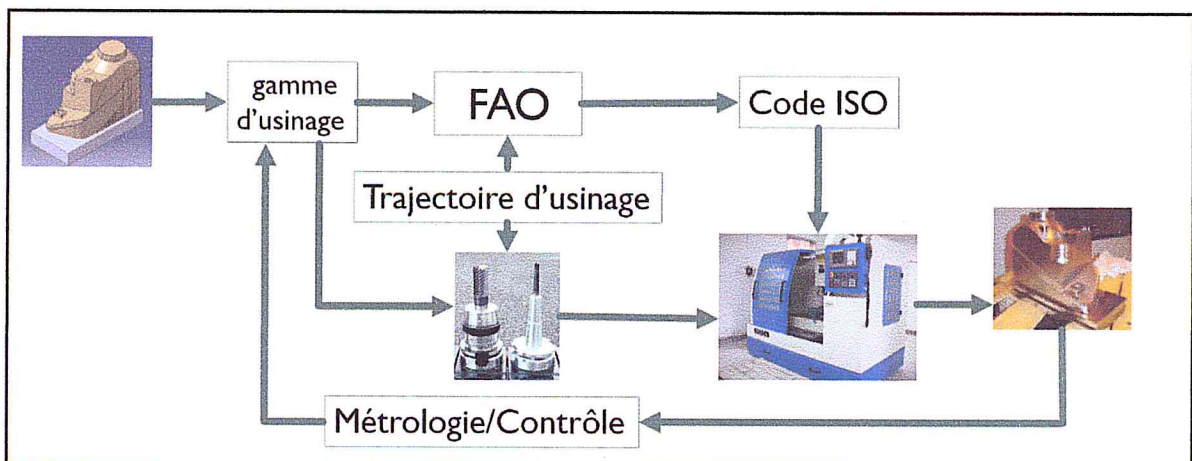 gamme
d'usinage
FAO
Code ISO
Trajectoire d'usinage
Métrologie/Contrôle